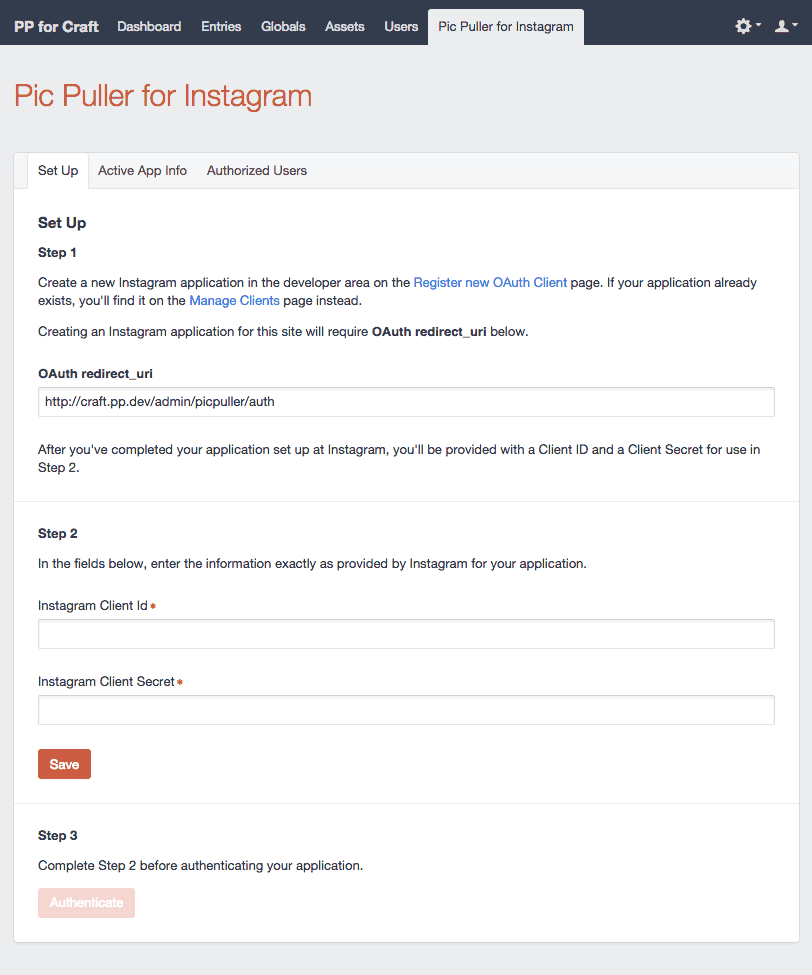 PP for Craft Dashboard Entries Globals Assets Users Pic Puller for Instagram
Pic Puller for Instagram
Set Up Active App Info Authorized Users
Set Up
Step 1
Create a new Instagram application in the developer area on the Register new OAuth Client page. If your application already
exists, you'll find it on the Manage Clients page instead.
Creating an Instagram application for this site will require OAuth redirect_uri below.
OAuth redirect_uri
http://craft.pp.dev/admin/picpuller/auth
After you've completed your application set up at Instagram, you'll be provided with a Client ID and a Client Secret for use in
Step 2.
Step 2
In the fields below, enter the information exactly as provided by Instagram for your application.
Instagram Client Id*
Instagram Client Secret*
Save
Step 3
Complete Step 2 before authenticating your application.
Authenticate